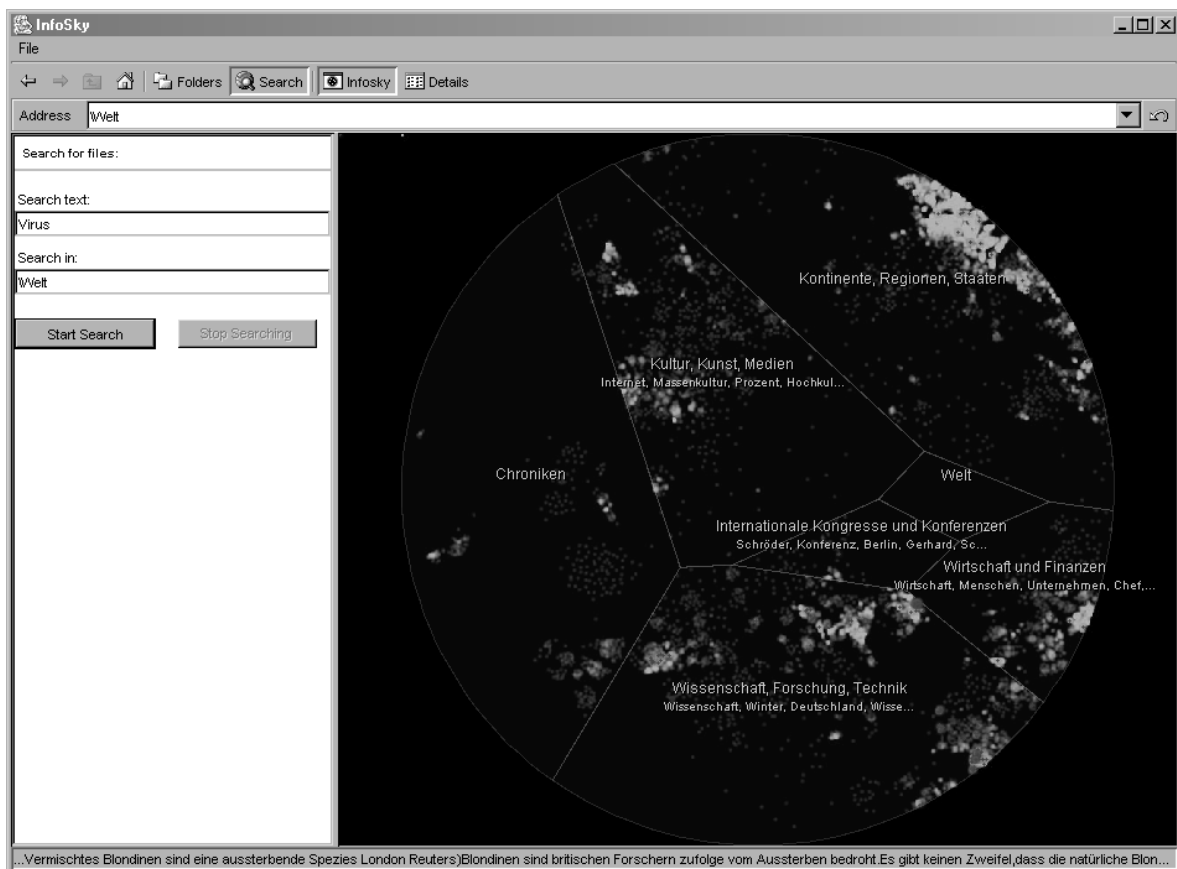 InfoSky
File
Folders Search Infosky Details
Address \Welt
Search for files:
Search text:
Virus
Search in:
\Welt
Start Search Stop Searching
Kontinente, Regionen, Staaten
Kultur, Kunst, Medien
Internet, Massenkultur, Prozent, Hochkul...
Chroniken
Welt
Internationale Kongresse und Konferenzen
Schröder, Konferenz, Berlin, Gerhard, Sc...
Wirtschaft und Finanzen
Wirtschaft, Menschen, Unternehmen, Chef,...
Wissenschaft, Forschung, Technik
Wissenschaft, Winter, Deutschland, Wisse...
...Vermischtes Blondinen sind eine aussterbende Spezies London Reuters)Blondinen sind britischen Forschern zufolge vom Aussterben bedroht.Es gibt keinen Zweifel,dass die natürliche Blon...